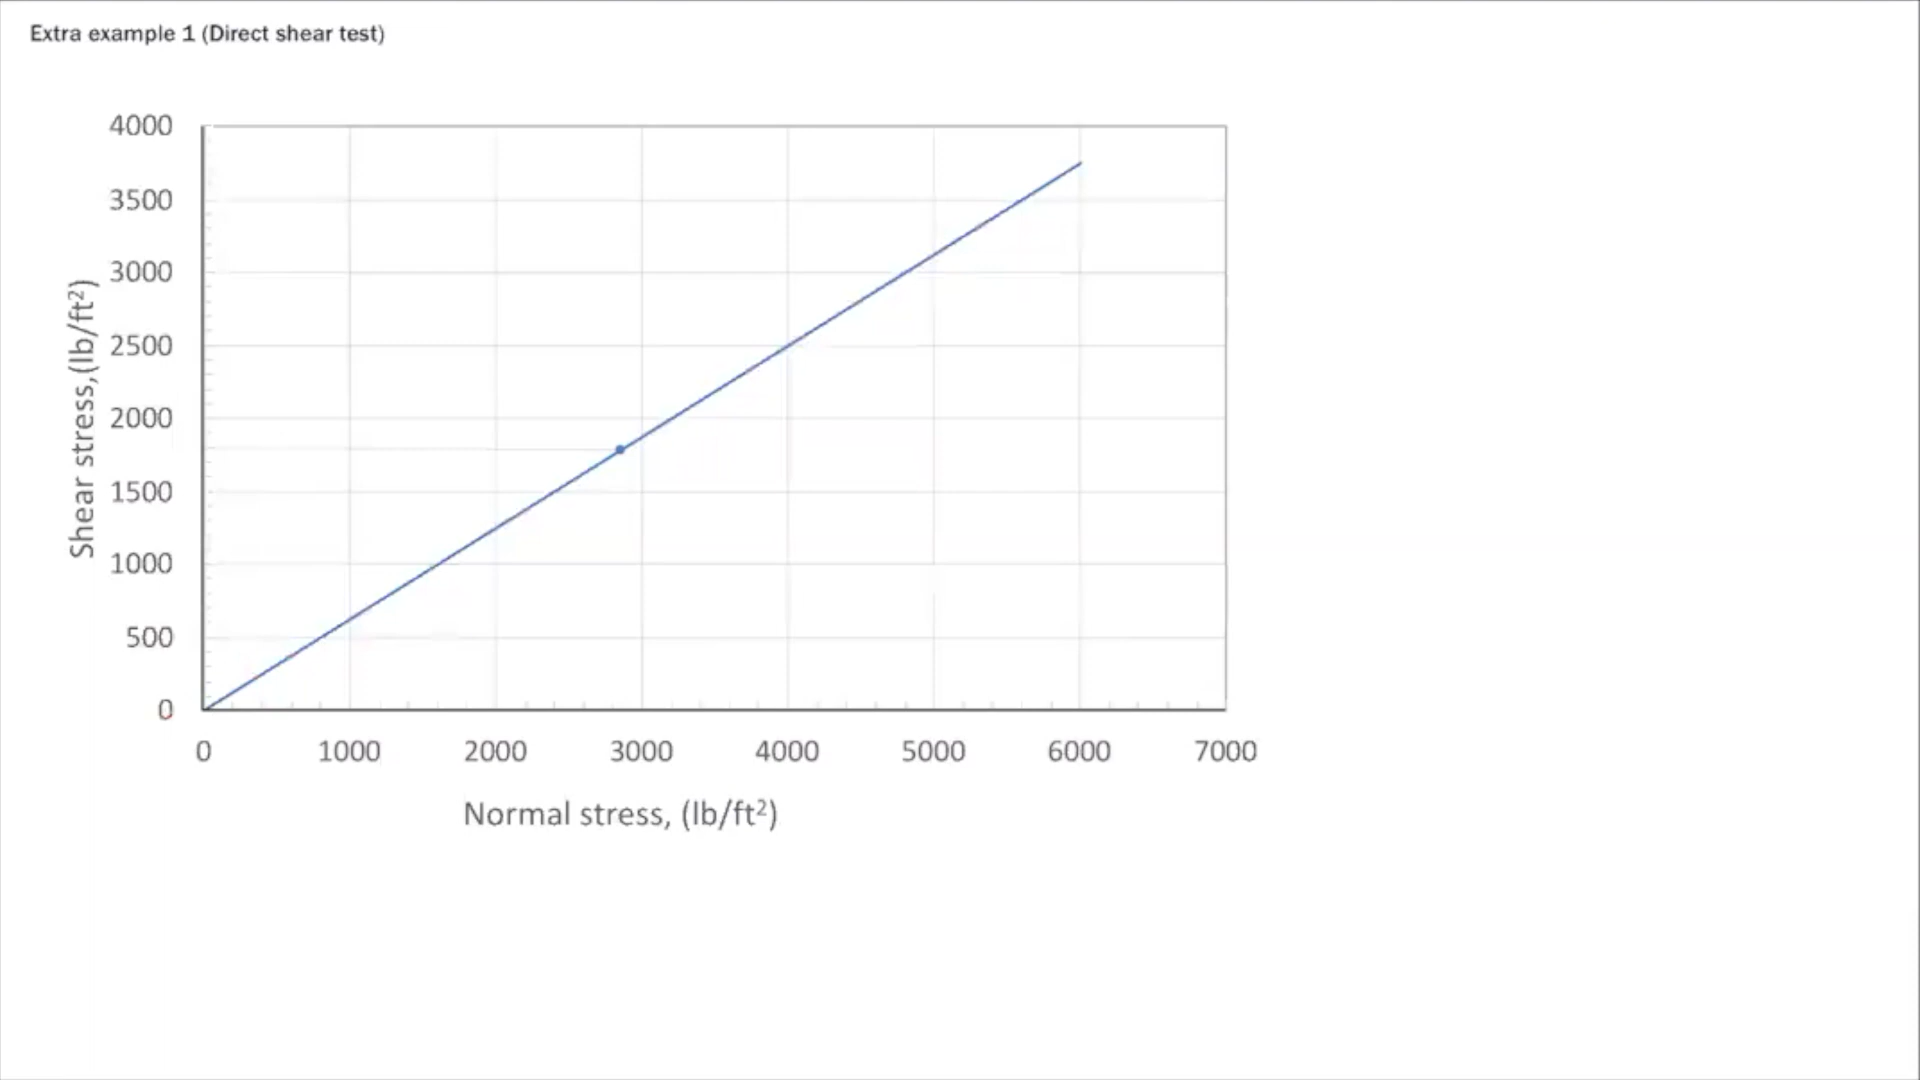 Extra example 1 (Direct shear test)
4000
3500
3000
2500
2000
1500
1000
500
0
Shear stress,(lb/ft²)
0 1000 2000 3000 4000 5000 6000 7000
Normal stress, (lb/ft²)